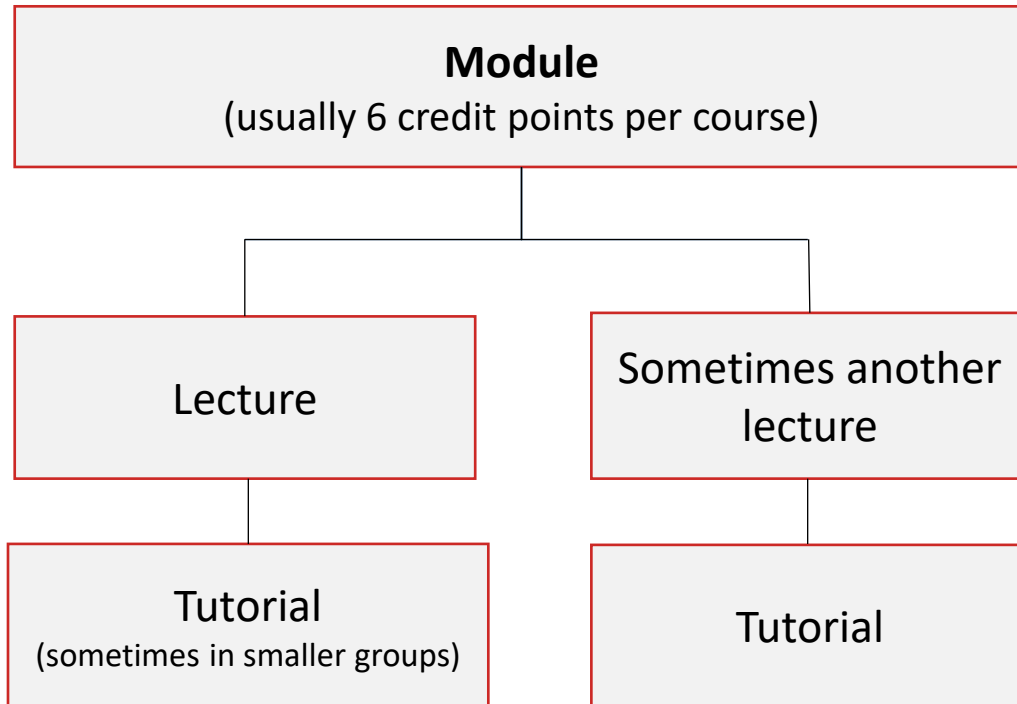 Module
(usually 6 credit points per course)
Lecture
Sometimes another
lecture
Tutorial
(sometimes in smaller groups)
Tutorial